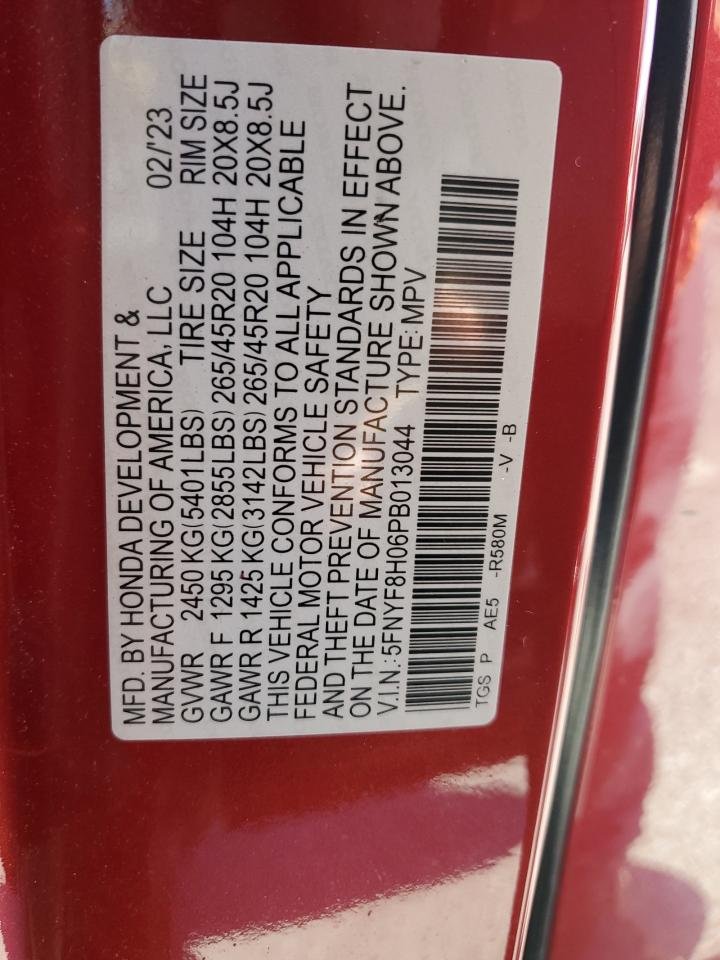 MFD. BY HONDA DEVELOPMENT &
MANUFACTURING OF AMERICA, LLC 02/'23
GVWR 2450 KG(5401LBS) TIRE SIZE RIM SIZE
GAWR F 1295 KG(2855LBS) 265/45R20 104H 20X8.5J
GAWR R 1425 KG(3142LBS) 265/45R20 104H 20X8.5J
THIS VEHICLE CONFORMS TO ALL APPLICABLE
FEDERAL MOTOR VEHICLE SAFETY
AND THEFT PREVENTION STANDARDS IN EFFECT
ON THE DATE OF MANUFACTURE SHOWN ABOVE.
V.I.N.:5FNYF8H06PB013044 TYPE:MPV
TGS P AE5 -R580M -V -B